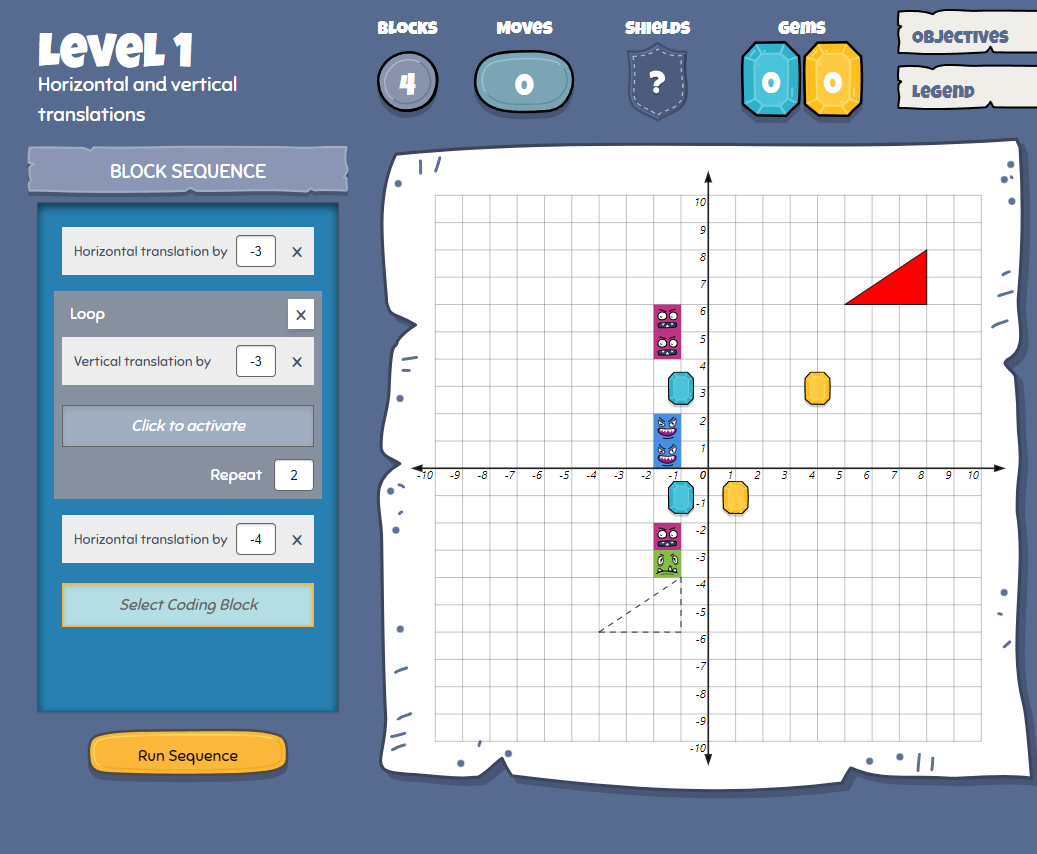 Level 1
Horizontal and vertical
translations
BLOCKS
4
MOVES
0
SHIELDS
?
GEMS
0 0
OBJECTIVES
LEGEND
BLOCK SEQUENCE
Horizontal translation by -3 X
Loop X
Vertical translation by -3 X
Click to activate
Repeat 2
Horizontal translation by -4 X
Select Coding Block
Run Sequence
10
9
8
7
6
5
4
3
2
1
-10 -9 -8 -7 -6 -5 -4 -3 -2 -1 0 1 2 3 4 5 6 7 8 9 10
-1
-2
-3
-4
-5
-6
-7
-8
-9
-10